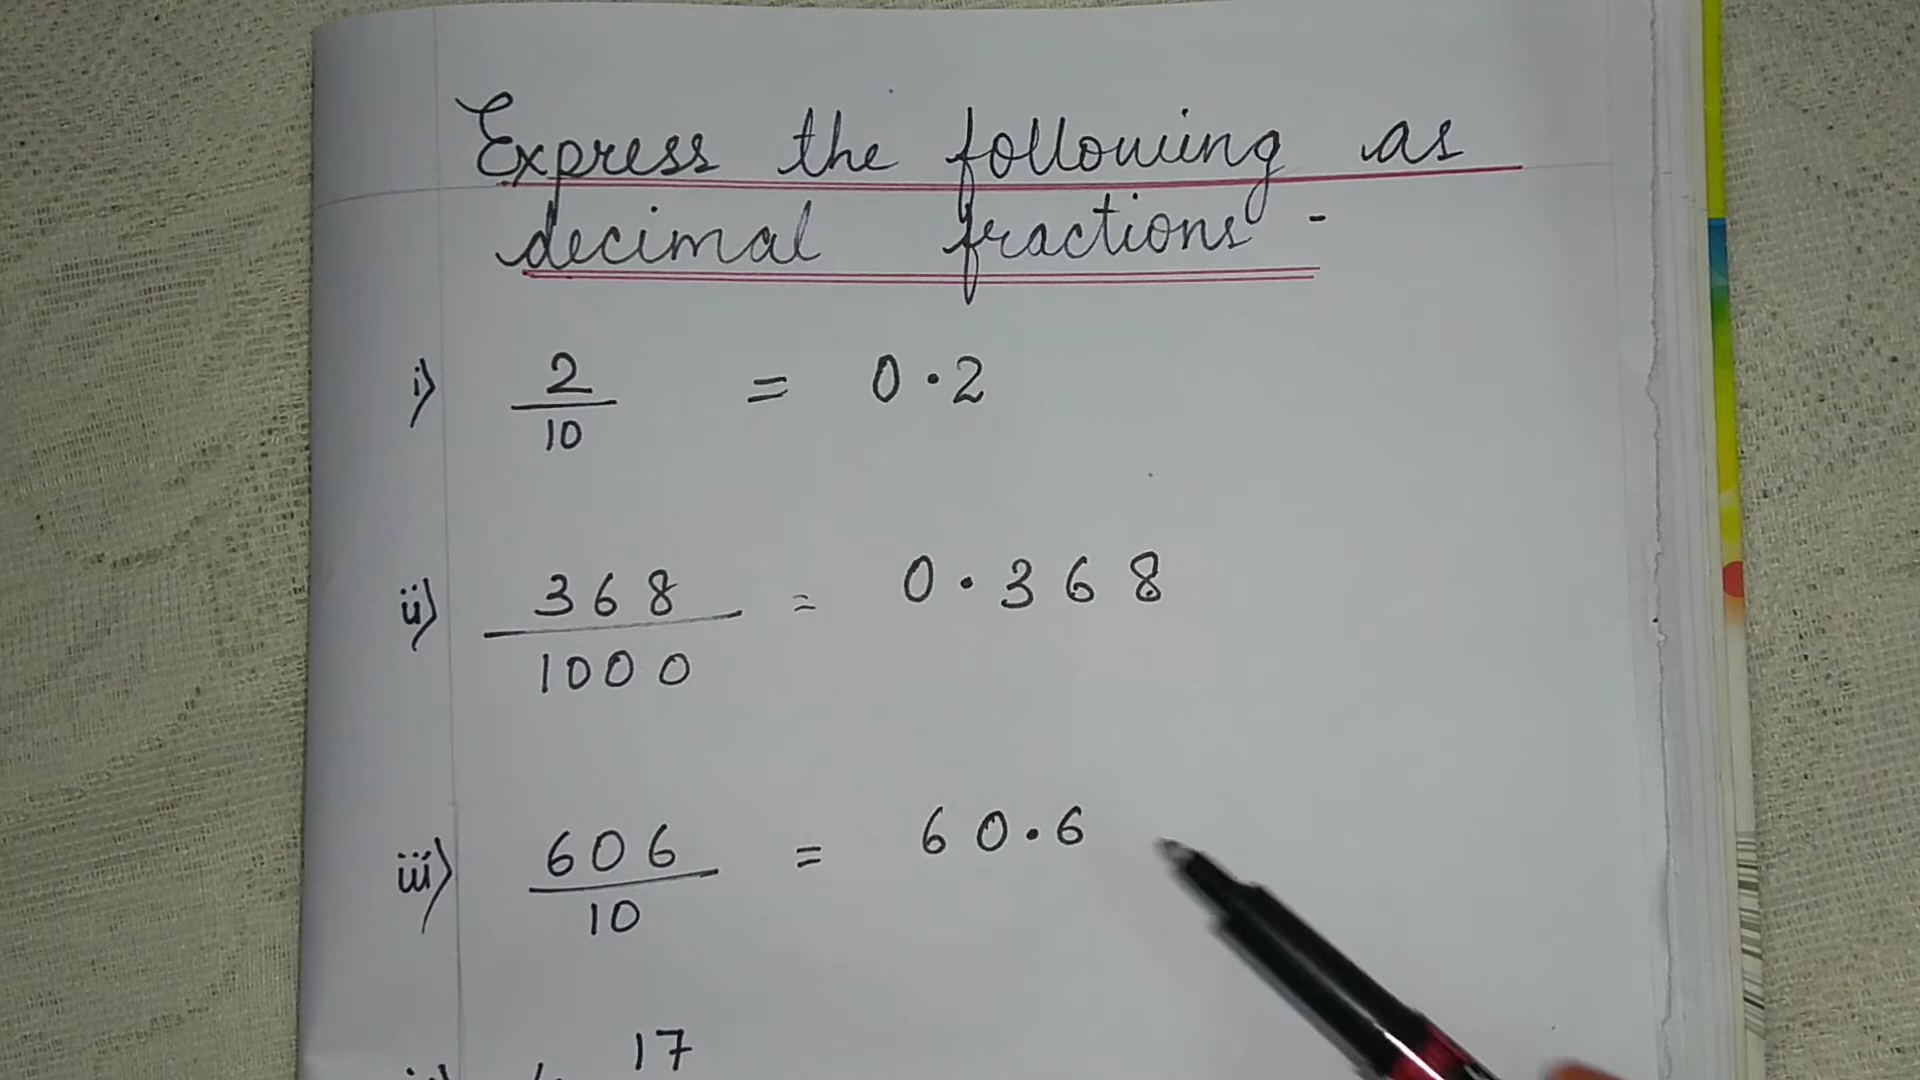 Express the following as
decimal fractions -
i) 2/10 = 0.2
ii) 368/1000 = 0.368
iii) 606/10 = 60.6
17